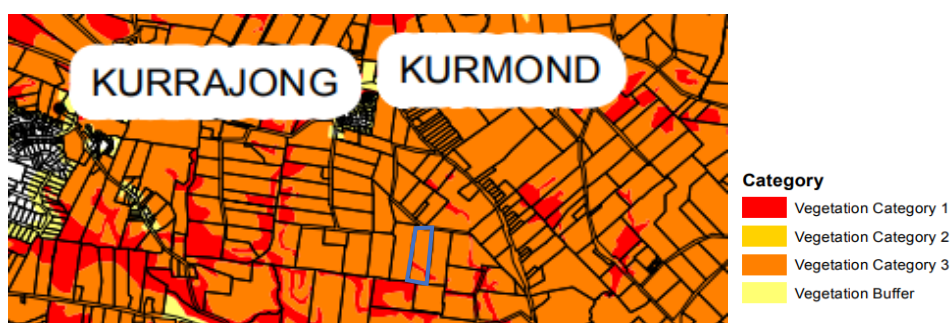 KURRAJONG
KURMOND
Category
Vegetation Category 1
Vegetation Category 2
Vegetation Category 3
Vegetation Buffer